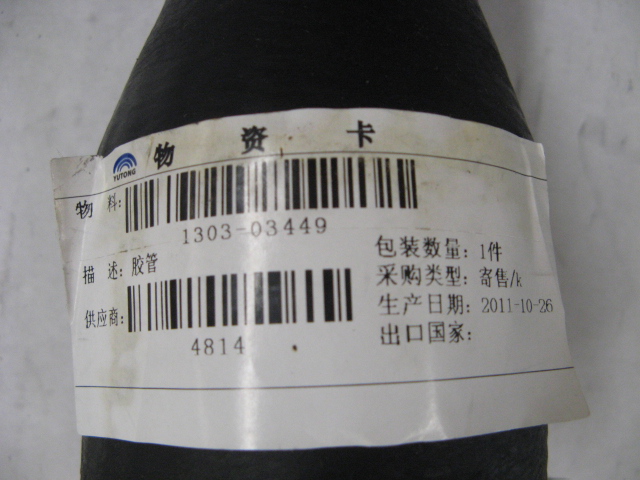 物 资 卡
YUTONG
物 料:
1303-03449
描 述: 胶管
供应商:
4814
包装数量: 1件
采购类型: 寄售/k
生产日期: 2011-10-26
出口国家: